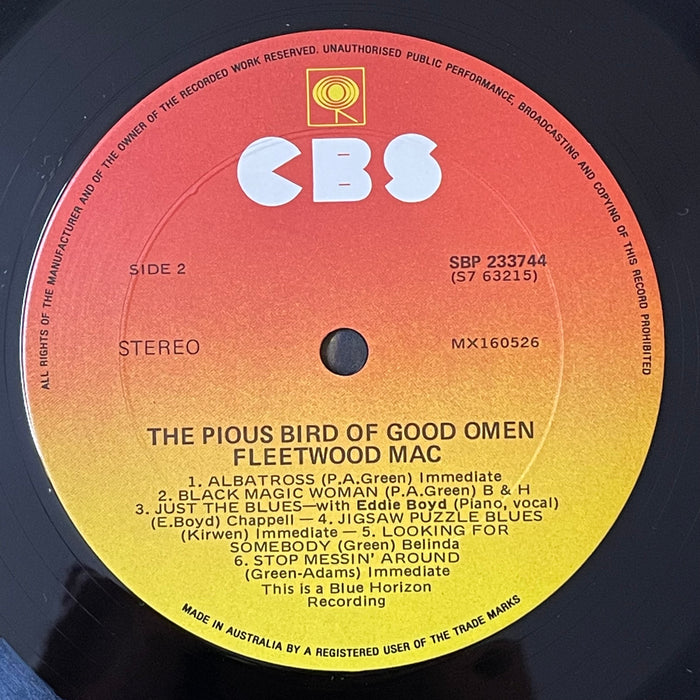 ALL RIGHTS OF THE MANUFACTURER AND OF THE OWNER OF THE RECORDED WORK RESERVED. UNAUTHORISED PUBLIC PERFORMANCE, BROADCASTING AND COPYING OF THIS RECORD PROHIBITED
CBS
SIDE 2
SBP 233744
(S7 63215)
STEREO
MX160526
THE PIOUS BIRD OF GOOD OMEN
FLEETWOOD MAC
1. ALBATROSS (P.A.Green) Immediate
2. BLACK MAGIC WOMAN (P.A.Green) B & H
3. JUST THE BLUES—with Eddie Boyd (Piano, vocal)
(E.Boyd) Chappell — 4. JIGSAW PUZZLE BLUES
(Kirwen) Immediate — 5. LOOKING FOR
SOMEBODY (Green) Belinda
6. STOP MESSIN' AROUND
(Green-Adams) Immediate
This is a Blue Horizon
Recording
MADE IN AUSTRALIA BY A REGISTERED USER OF THE TRADE MARKS